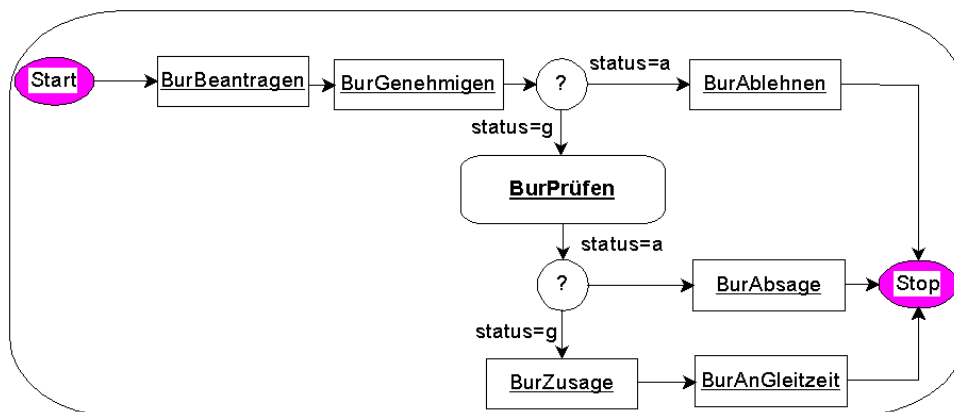 Start
BurBeantragen
BurGenehmigen
?
status=a
BurAblehnen
status=g
BurPrüfen
status=a
?
BurAbsage
Stop
status=g
BurZusage
BurAnGleitzeit